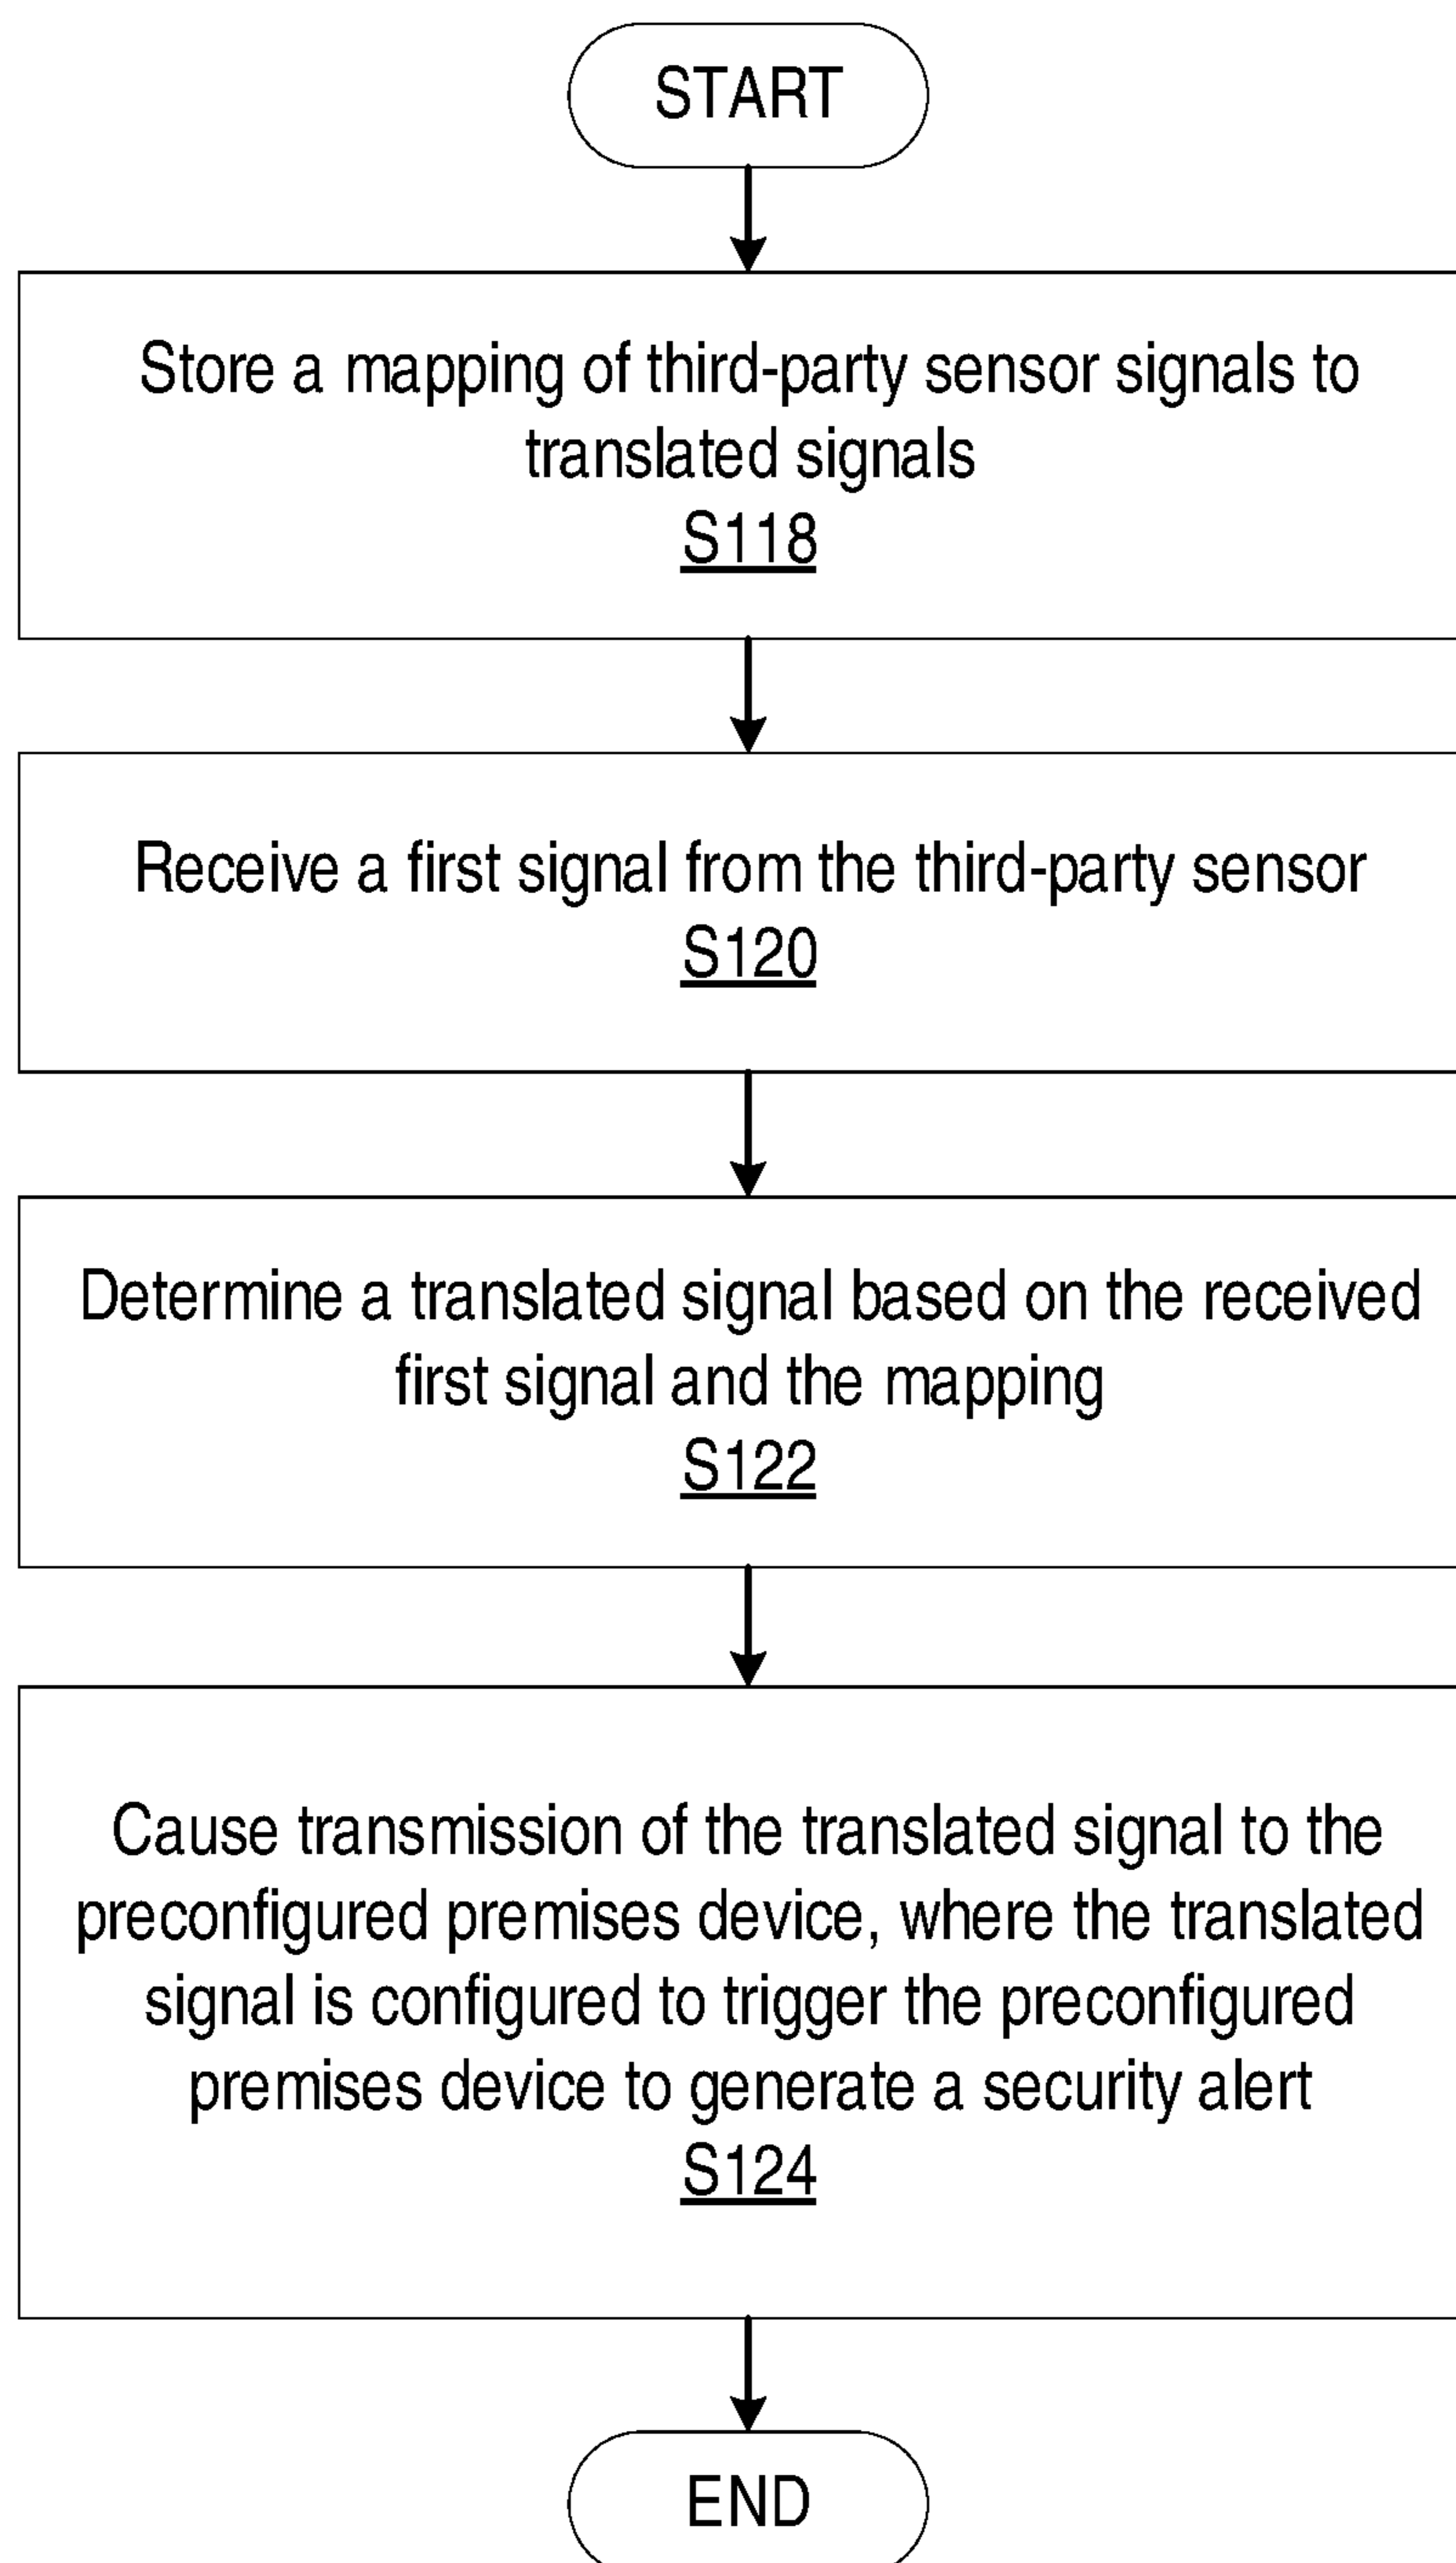 START
Store a mapping of third-party sensor signals to
translated signals
S118
Receive a first signal from the third-party sensor
S120
Determine a translated signal based on the received
first signal and the mapping
S122
Cause transmission of the translated signal to the
preconfigured premises device, where the translated
signal is configured to trigger the preconfigured
premises device to generate a security alert
S124
END